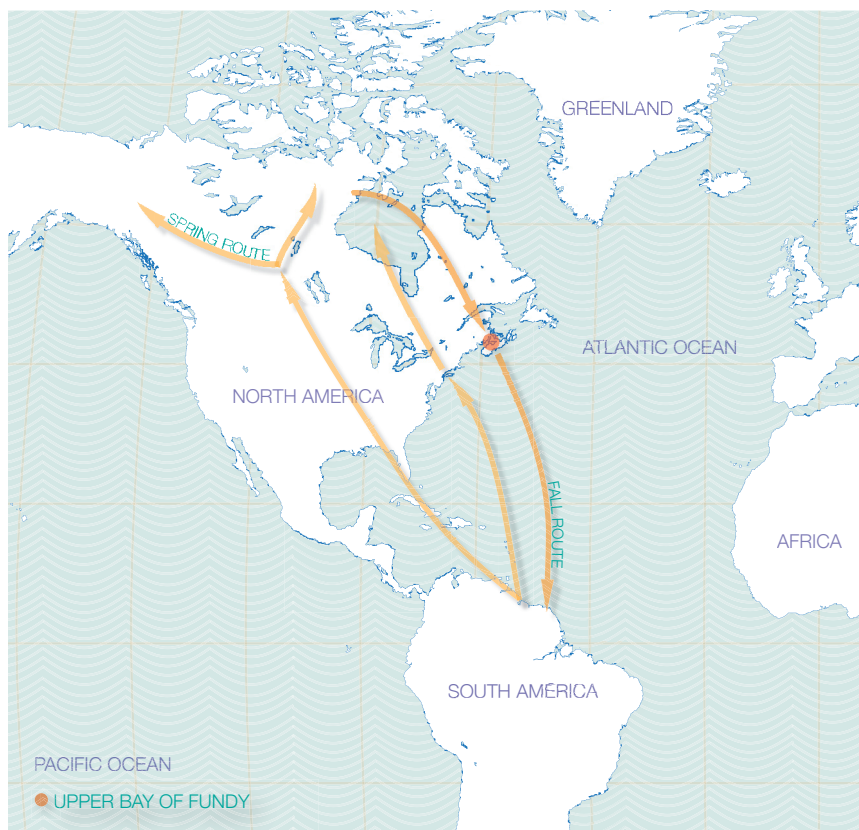 GREENLAND
SPRING ROUTE
ATLANTIC OCEAN
NORTH AMERICA
FALL ROUTE
AFRICA
SOUTH AMERICA
PACIFIC OCEAN
UPPER BAY OF FUNDY